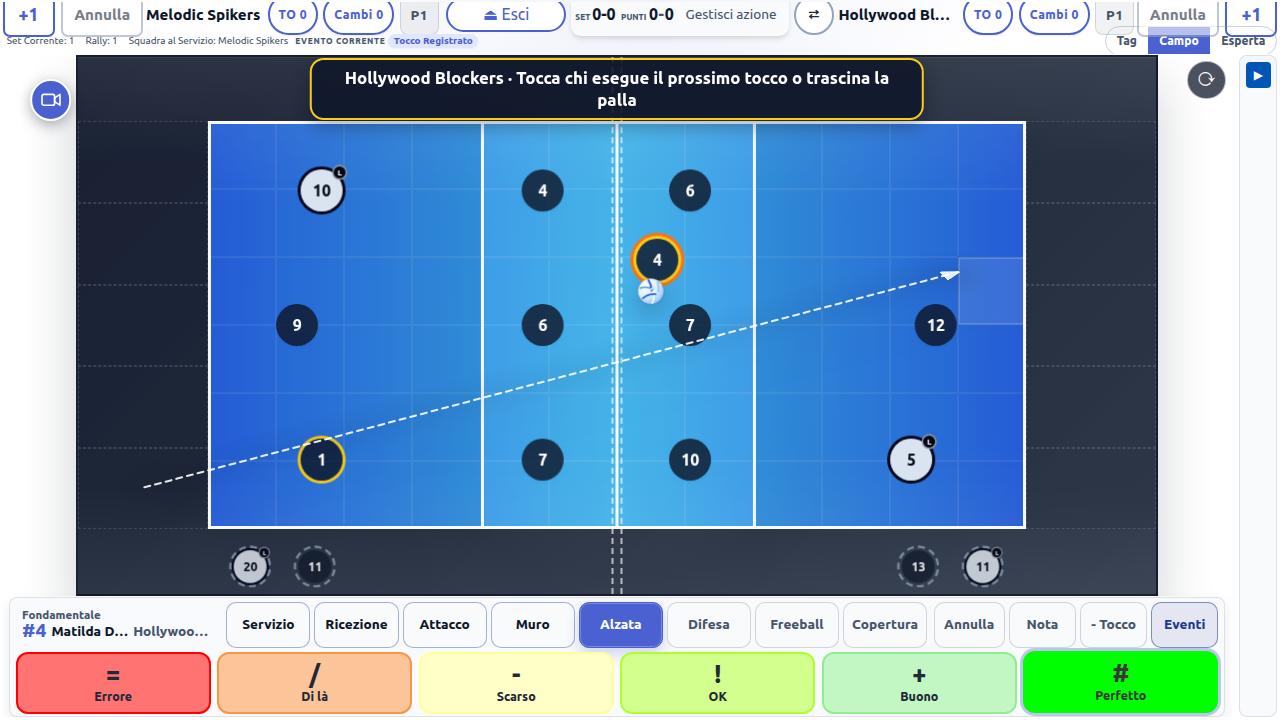 +1 Annulla Melodic Spikers TO 0 Cambi 0 P1 ⏏ Esci SET 0-0 PUNTI 0-0 Gestisci azione ⇄ Hollywood Bl... TO 0 Cambi 0 P1 Annulla +1
Set Corrente: 1 Rally: 1 Squadra al Servizio: Melodic Spikers EVENTO CORRENTE Tocco Registrato Tag Campo Esperta
Hollywood Blockers · Tocca chi esegue il prossimo tocco o trascina la
palla
10 L 4 6
4
9 6 7 12
1 7 10 5 L
20 L 11 13 11 L
Fondamentale
#4 Matilda D... Hollywoo...
Servizio Ricezione Attacco Muro Alzata Difesa Freeball Copertura Annulla Nota - Tocco Eventi
= / - ! + #
Errore Di là Scarso OK Buono Perfetto